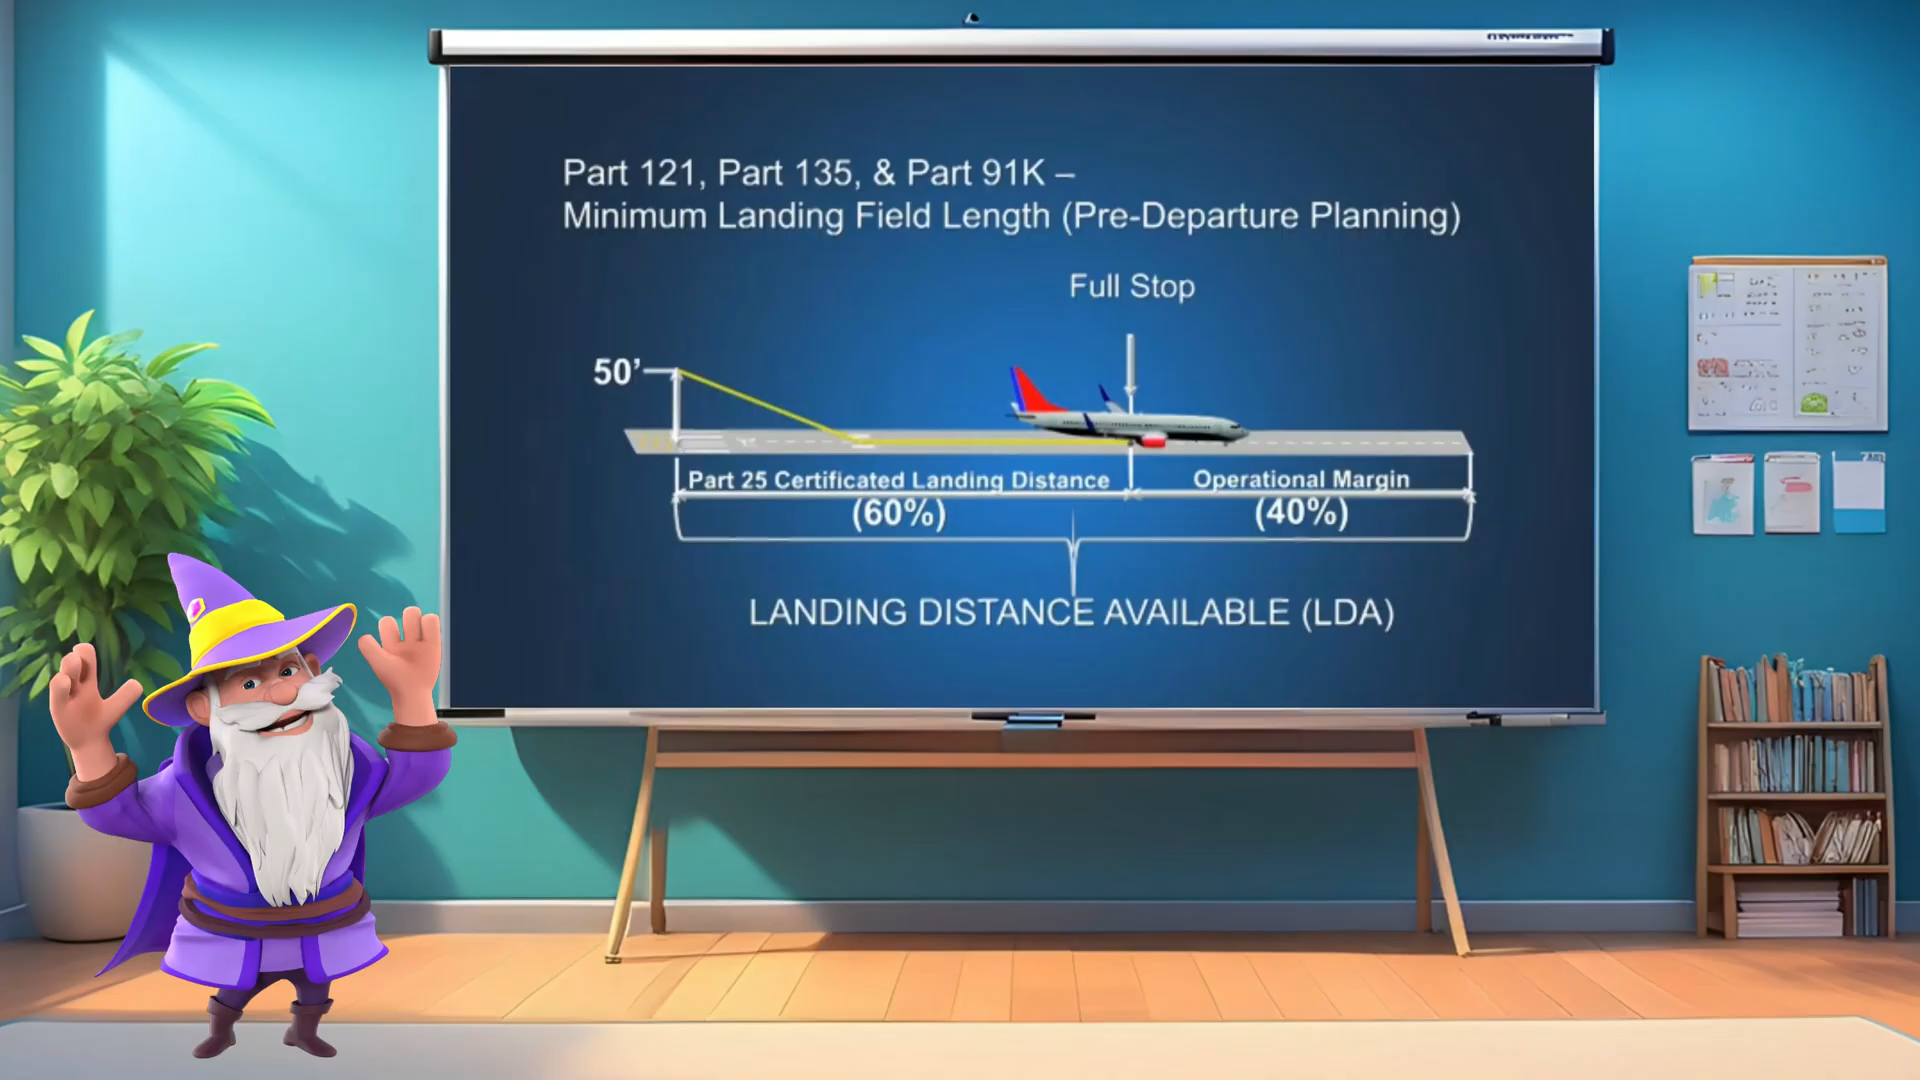 Part 121, Part 135, & Part 91K –
Minimum Landing Field Length (Pre-Departure Planning)
Full Stop
50’
Part 25 Certificated Landing Distance
Operational Margin
(60%)
(40%)
LANDING DISTANCE AVAILABLE (LDA)